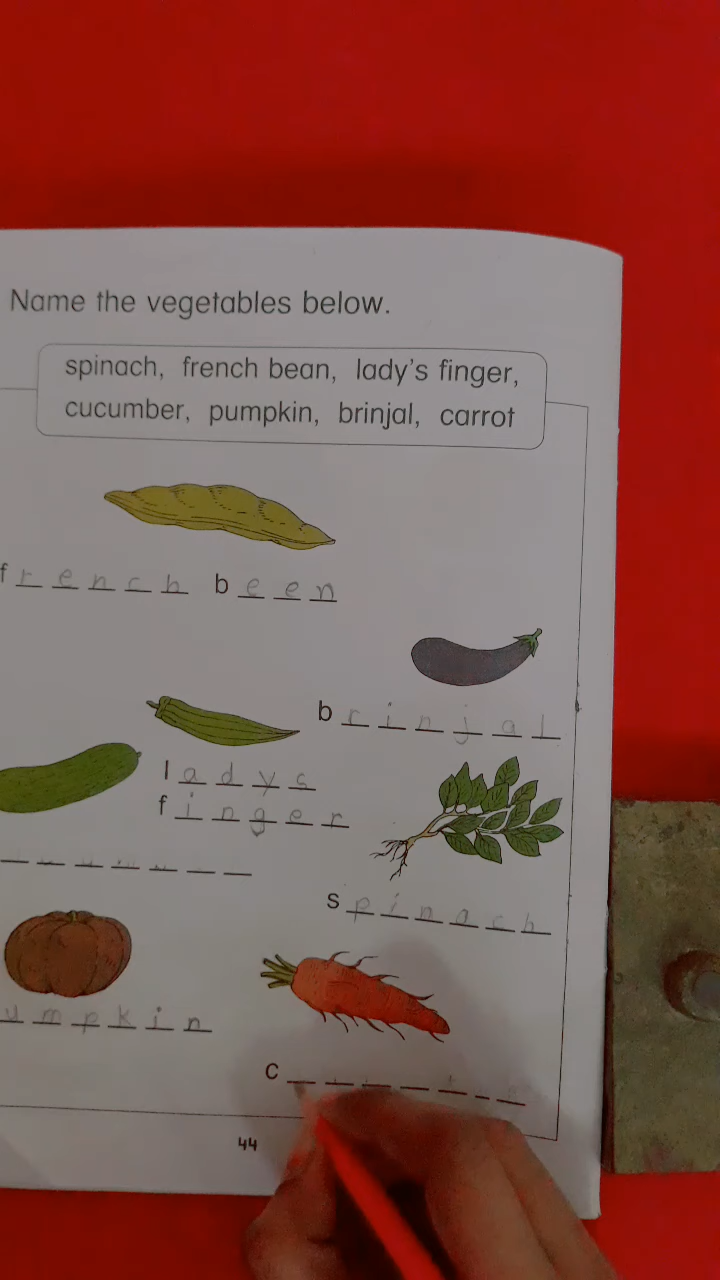 Name the vegetables below.
spinach, french bean, lady's finger,
cucumber, pumpkin, brinjal, carrot
french been
brinjal
ladys
finger
spinach
umpkin
c
44